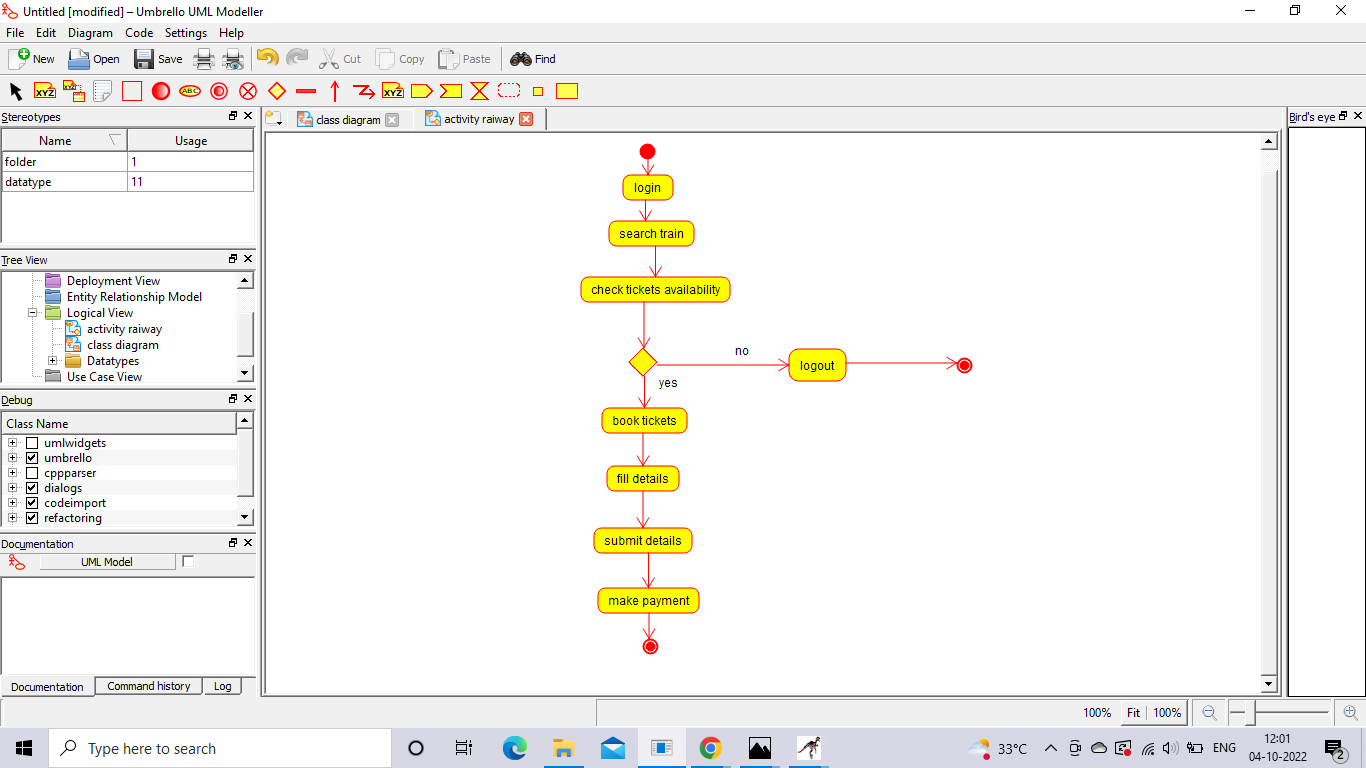 Untitled [modified] – Umbrello UML Modeller
File Edit Diagram Code Settings Help
New Open Save Cut Copy Paste Find
XYZ XYZ ABC XYZ
Stereotypes
Name Usage
folder 1
datatype 11
Tree View
Deployment View
Entity Relationship Model
Logical View
activity raiway
class diagram
Datatypes
Use Case View
Debug
Class Name
umlwidgets
umbrello
cppparser
dialogs
codeimport
refactoring
Documentation
UML Model
Documentation Command history Log
class diagram activity raiway
login
search train
check tickets availability
no
logout
yes
book tickets
fill details
submit details
make payment
Bird's eye
100% Fit 100%
Type here to search
33°C ENG 12:01
04-10-2022 2